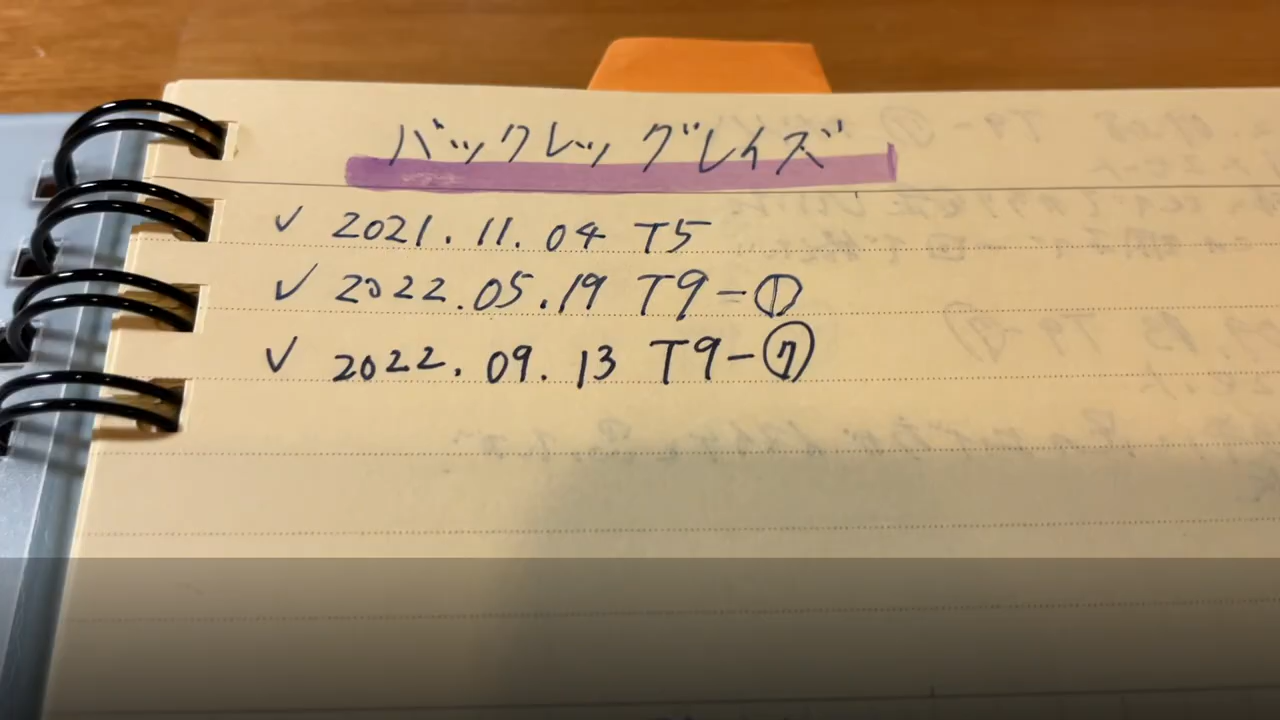 バックレッグレイズ
✓ 2021.11.04 T5
✓ 2022.05.19 T9-①
✓ 2022.09.13 T9-⑦